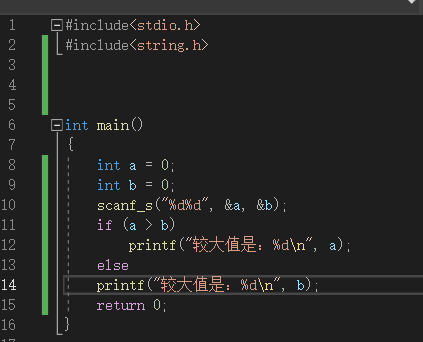 1 #include<stdio.h>
2 #include<string.h>
3
4
5
6 int main()
7 {
8 int a = 0;
9 int b = 0;
10 scanf_s("%d%d", &a, &b);
11 if (a > b)
12 printf("较大值是：%d\n", a);
13 else
14 printf("较大值是：%d\n", b);
15 return 0;
16 }